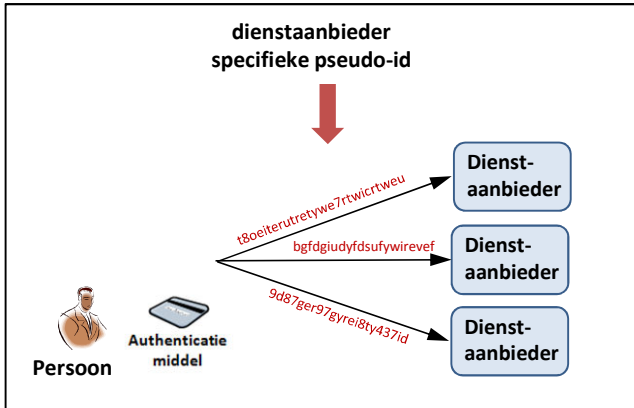 dienstaanbieder
specifieke pseudo-id
t8oeiterutretywe7rtwicrtweu
Dienst-
aanbieder
bgfdgiudyfdsufywirevef
Dienst-
aanbieder
9d87ger97gyrei8ty437id
Dienst-
aanbieder
Persoon
Authenticatie
middel